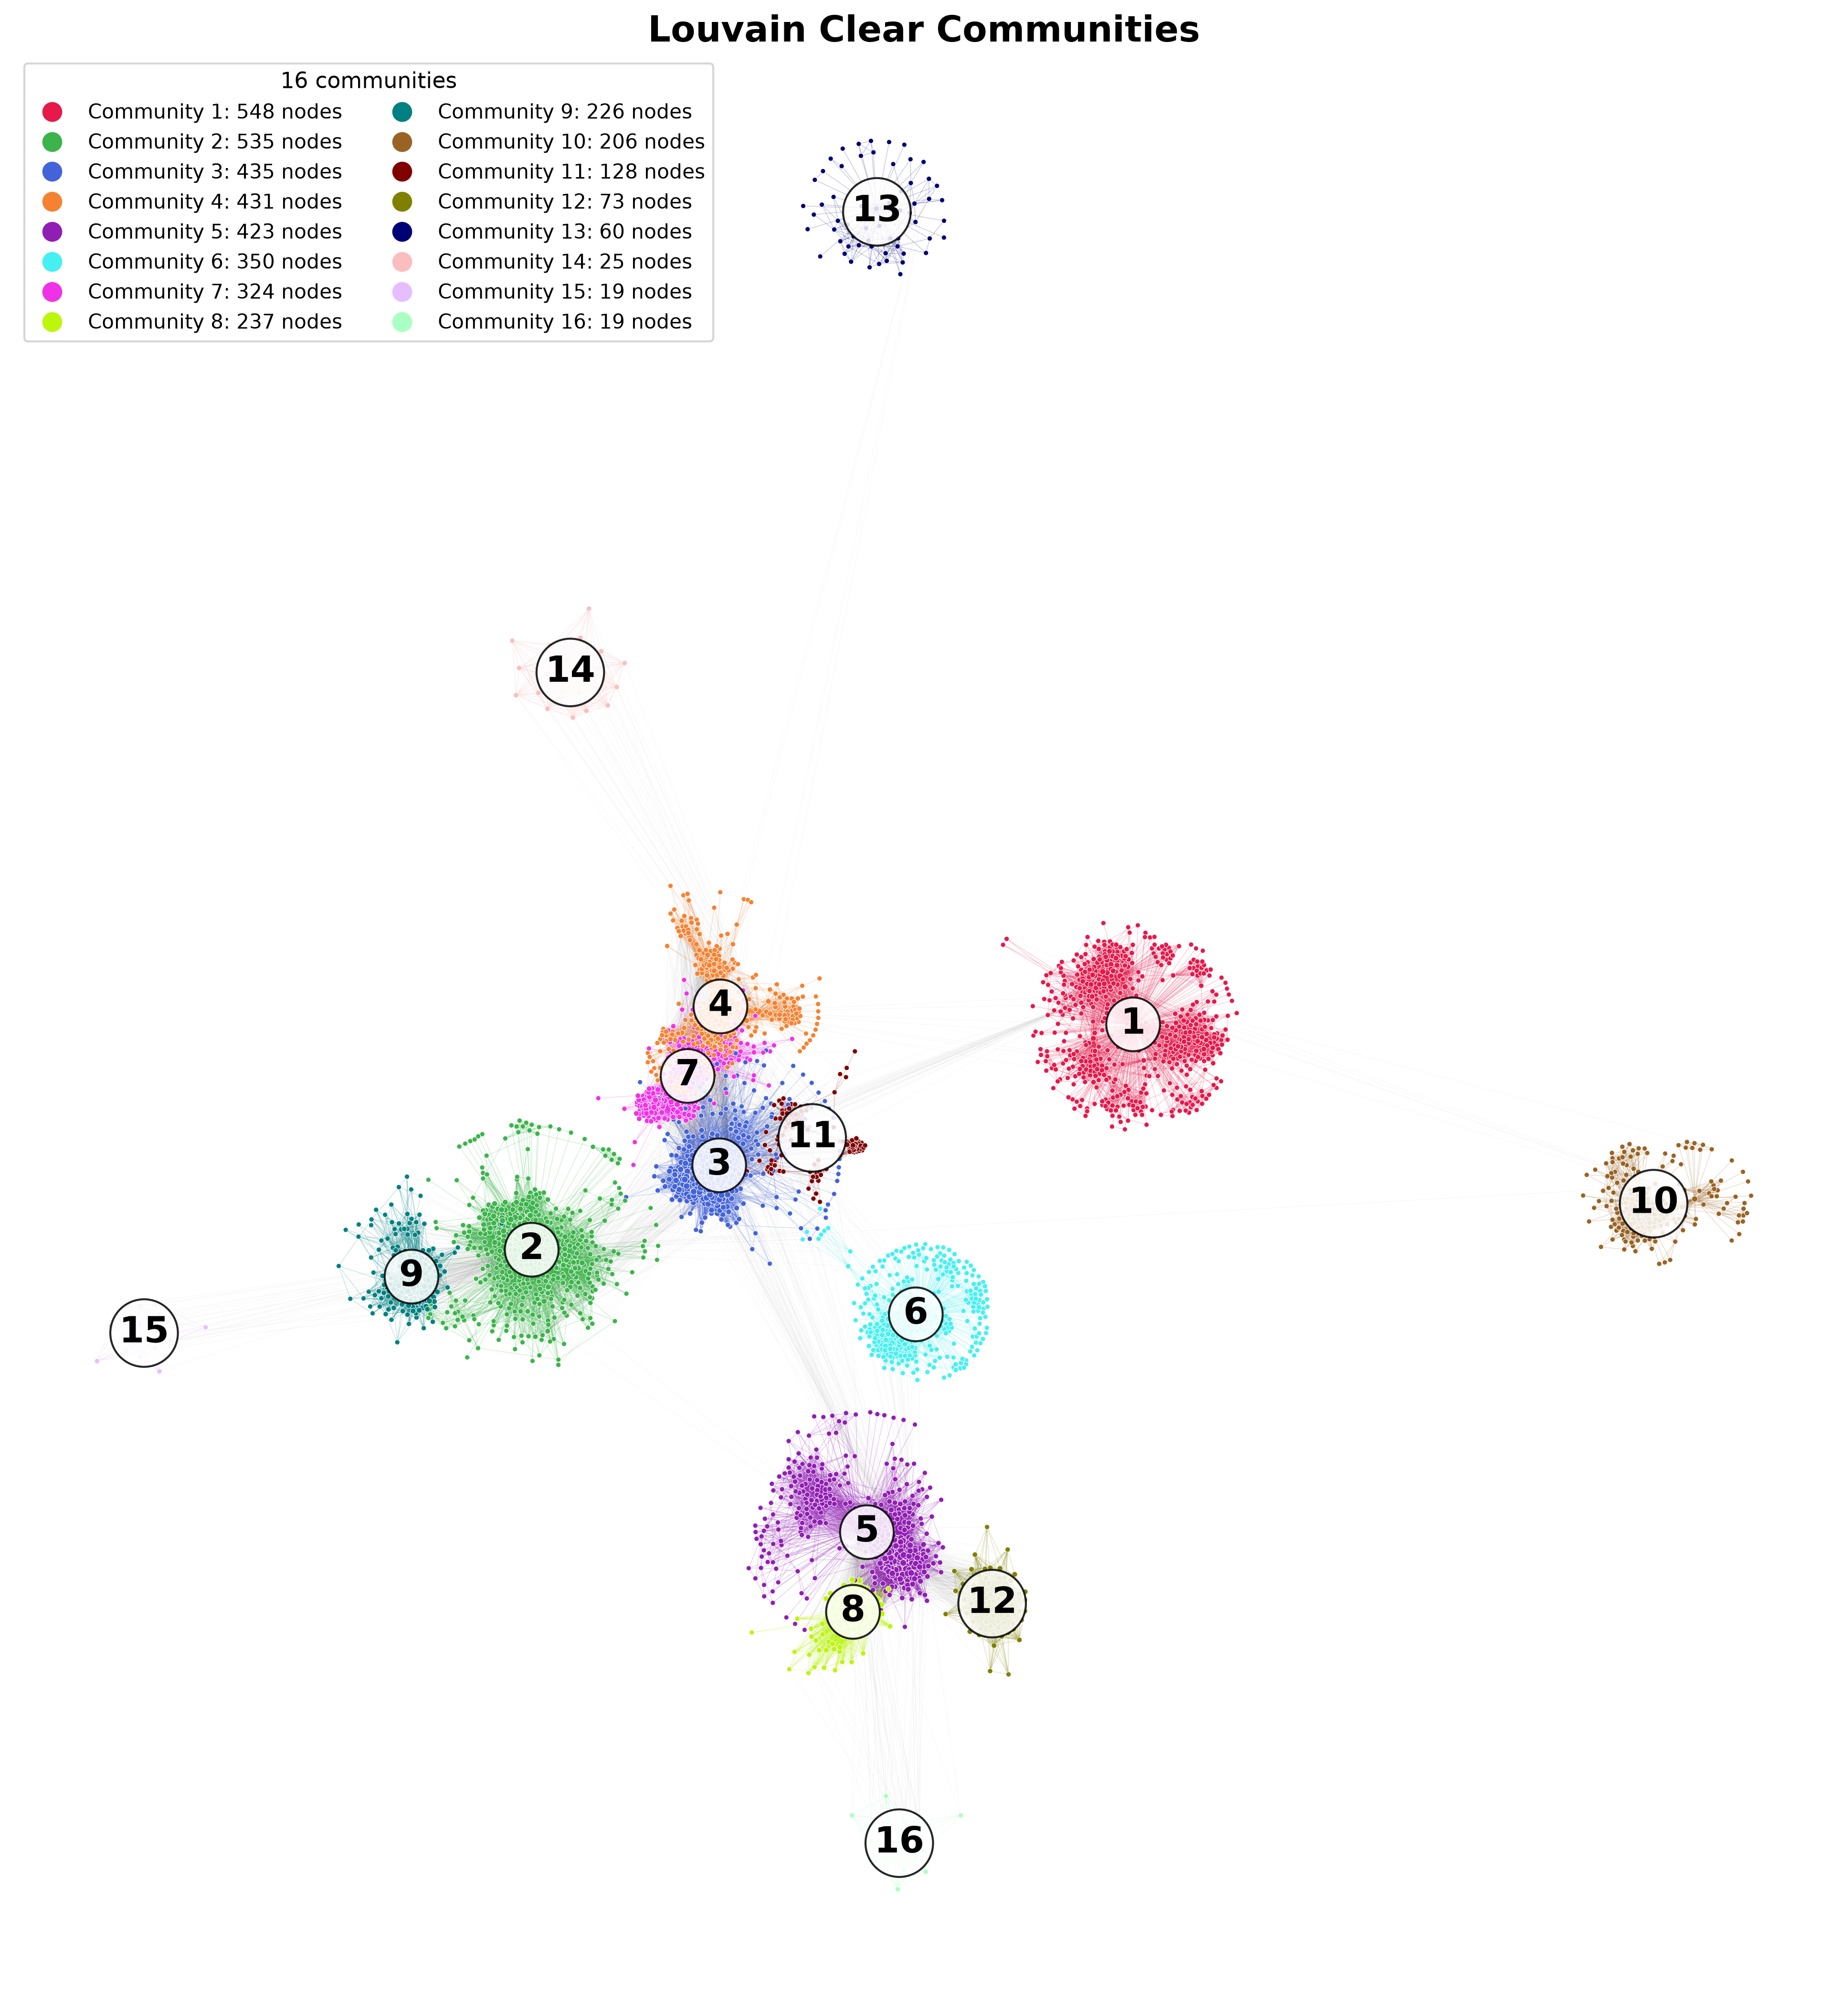 Louvain Clear Communities
16 communities
Community 1: 548 nodes
Community 2: 535 nodes
Community 3: 435 nodes
Community 4: 431 nodes
Community 5: 423 nodes
Community 6: 350 nodes
Community 7: 324 nodes
Community 8: 237 nodes
Community 9: 226 nodes
Community 10: 206 nodes
Community 11: 128 nodes
Community 12: 73 nodes
Community 13: 60 nodes
Community 14: 25 nodes
Community 15: 19 nodes
Community 16: 19 nodes
13
14
4
1
7
11
3
10
2
9
6
15
5
12
8
16